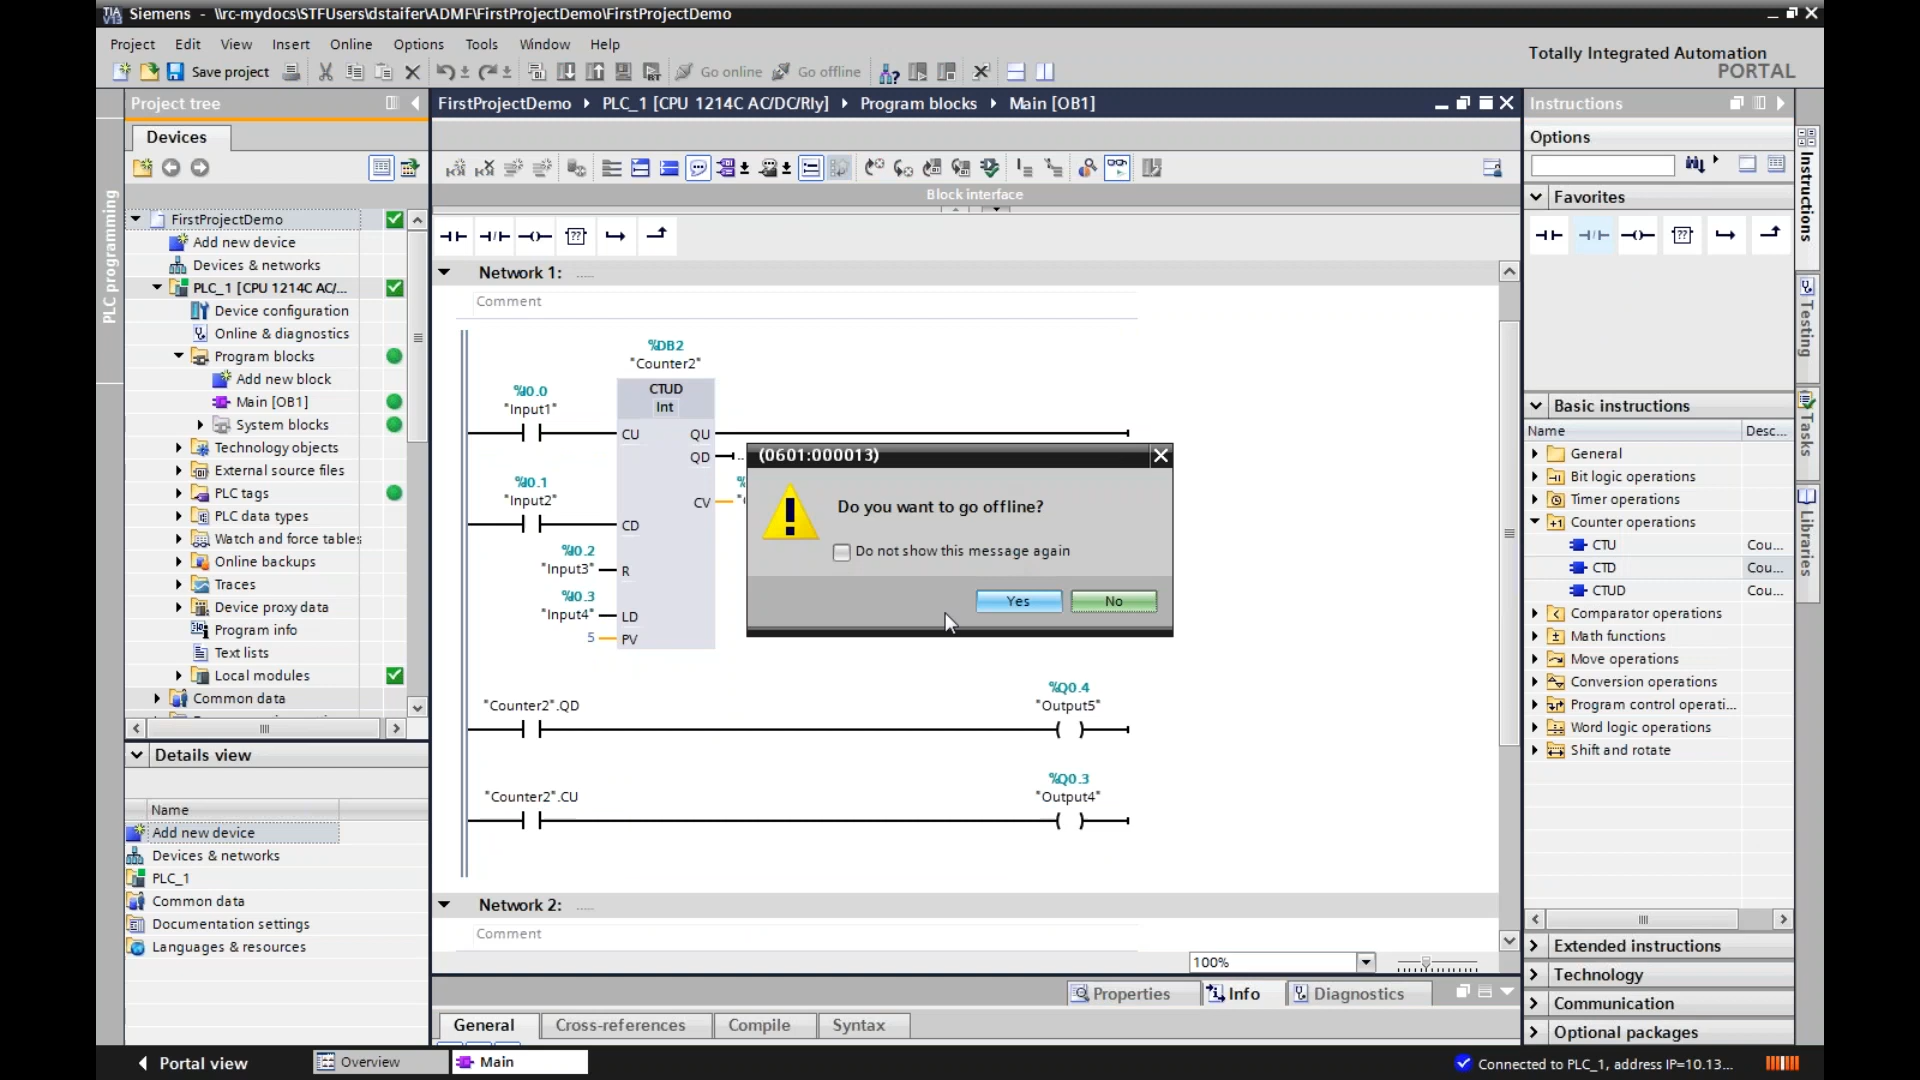 TIA V13 Siemens - \\rc-mydocs\STFUsers\dstaifer\ADMF\FirstProjectDemo\FirstProjectDemo
Project Edit View Insert Online Options Tools Window Help
Totally Integrated Automation
PORTAL
Save project Go online Go offline
Project tree
FirstProjectDemo PLC_1 [CPU 1214C AC/DC/Rly] Program blocks Main [OB1]
Instructions
Devices
Options
Block interface
Favorites
PLC programming
FirstProjectDemo
Add new device
Devices & networks
PLC_1 [CPU 1214C AC/...
Device configuration
Online & diagnostics
Program blocks
Add new block
Main [OB1]
System blocks
Technology objects
External source files
PLC tags
PLC data types
Watch and force tables
Online backups
Traces
Device proxy data
Program info
Text lists
Local modules
Common data
Details view
Name
Add new device
Devices & networks
PLC_1
Common data
Documentation settings
Languages & resources
Network 1: .....
Comment
%DB2
"Counter2"
CTUD
Int
%I0.0
"Input1"
CU QU
QD ...
%I0.1
"Input2"
CV
CD
%I0.2
"Input3" R
%I0.3
"Input4" LD
5 PV
(0601:000013)
Do you want to go offline?
Do not show this message again
Yes No
"Counter2".QD
%Q0.4
"Output5"
"Counter2".CU
%Q0.3
"Output4"
Network 2: .....
Comment
100%
Properties Info Diagnostics
General Cross-references Compile Syntax
Basic instructions
Name Desc...
General
Bit logic operations
Timer operations
Counter operations
CTU Cou...
CTD Cou...
CTUD Cou...
Comparator operations
Math functions
Move operations
Conversion operations
Program control operati...
Word logic operations
Shift and rotate
Extended instructions
Technology
Communication
Optional packages
Instructions
Testing
Tasks
Libraries
Portal view Overview Main
Connected to PLC_1, address IP=10.13...